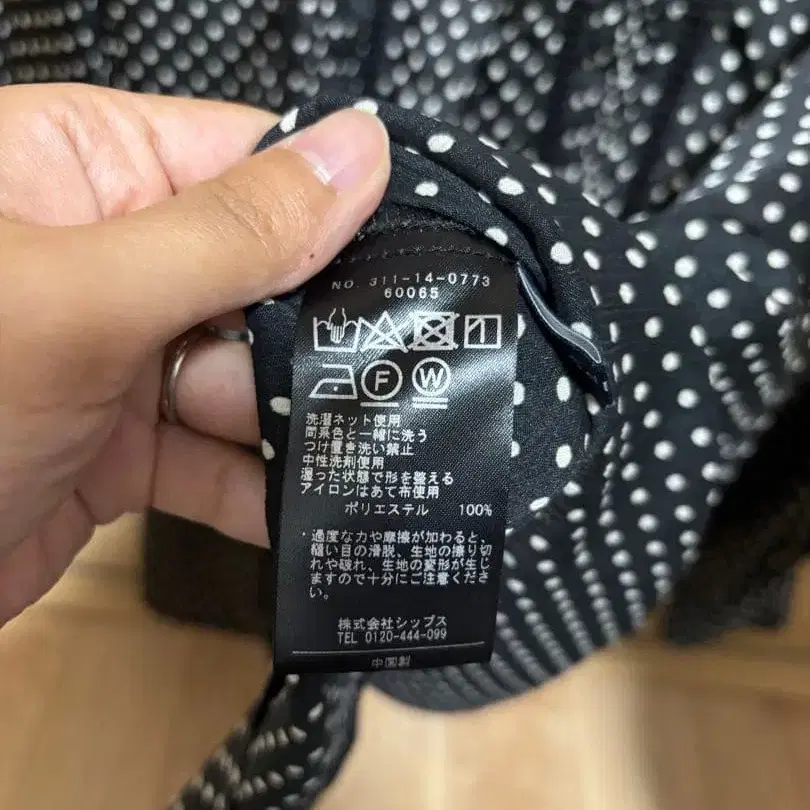 NO. 311-14-0773
60065
F W
洗濯ネット使用
同系色と一緒に洗う
つけ置き洗い禁止
中性洗剤使用
湿った状態で形を整える
アイロンはあて布使用
ポリエステル 100%
・過度な力や摩擦が加わると、
縫い目の滑脱、生地の擦り切
れや破れ、生地の変形が生じ
ますので十分にご注意くださ
い。
株式会社シップス
TEL 0120-444-099
中国製